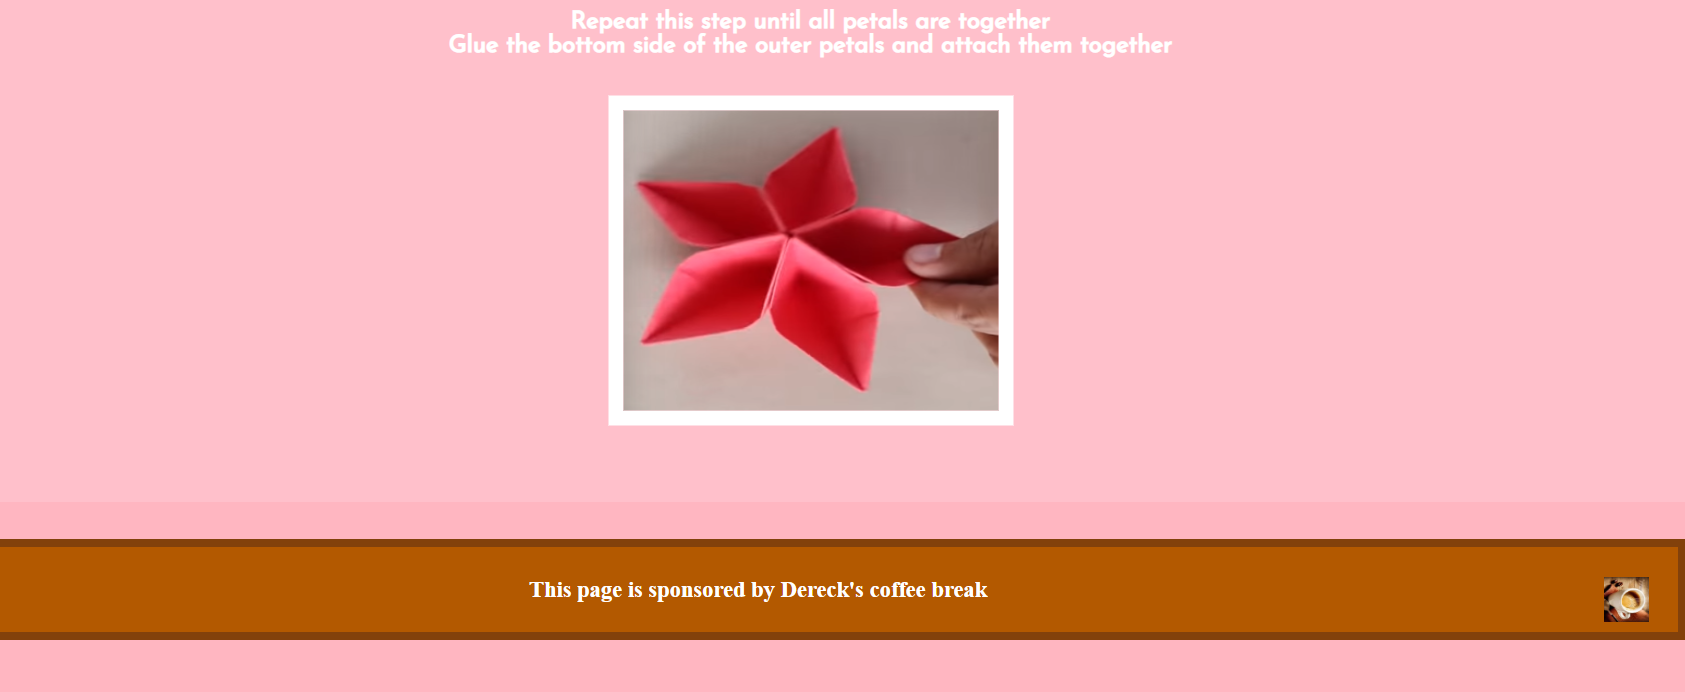 Repeat this step until all petals are together
Glue the bottom side of the outer petals and attach them together
This page is sponsored by Dereck's coffee break